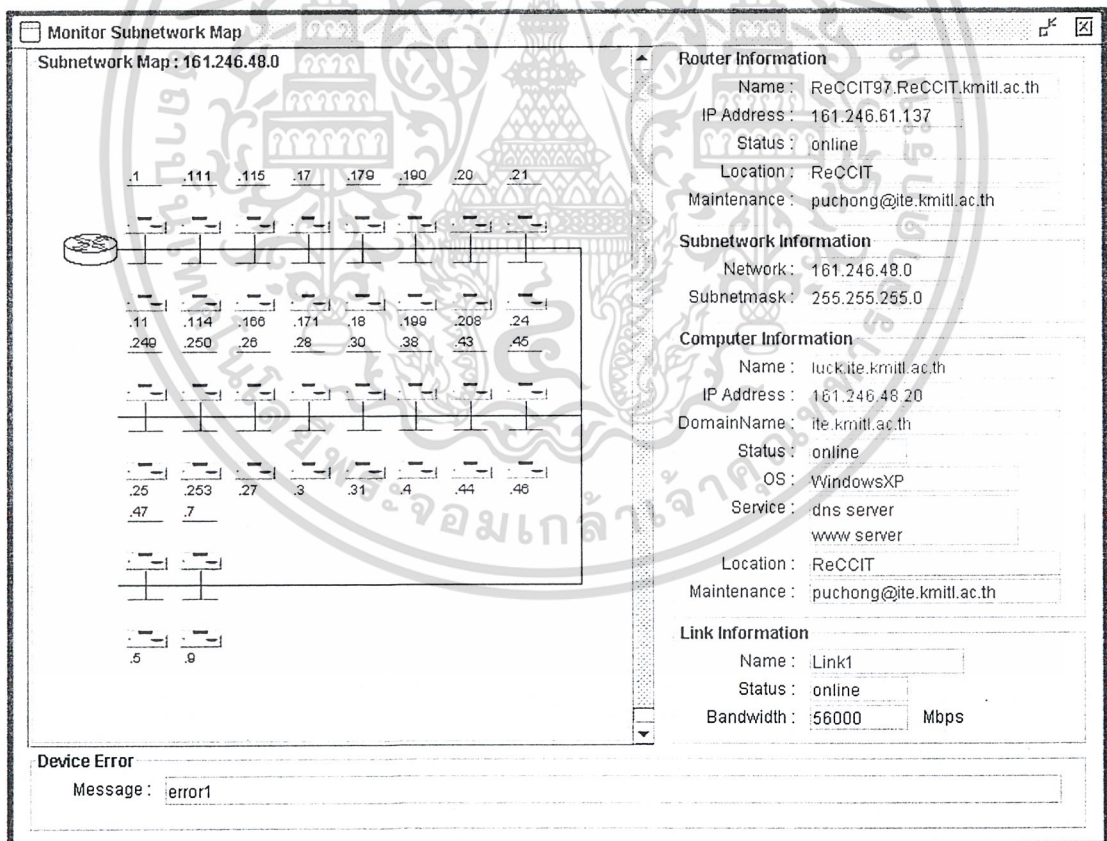 Monitor Subnetwork Map
Subnetwork Map : 161.246.48.0
.1 .111 .115 .17 .179 .190 .20 .21
.11 .114 .166 .171 .18 .199 .208 .24
.249 .250 .26 .28 .30 .38 .43 .45
.25 .253 .27 .3 .31 .4 .44 .46
.47 .7
.5 .9
Router Information
Name : ReCCIT97.ReCCIT.kmitl.ac.th
IP Address : 161.246.61.137
Status : online
Location : ReCCIT
Maintenance : puchong@ite.kmitl.ac.th
Subnetwork Information
Network : 161.246.48.0
Subnetmask : 255.255.255.0
Computer Information
Name : luck.ite.kmitl.ac.th
IP Address : 161.246.48.20
DomainName : ite.kmitl.ac.th
Status : online
OS : WindowsXP
Service : dns server
www server
Location : ReCCIT
Maintenance : puchong@ite.kmitl.ac.th
Link Information
Name : Link1
Status : online
Bandwidth : 56000 Mbps
Device Error
Message : error1